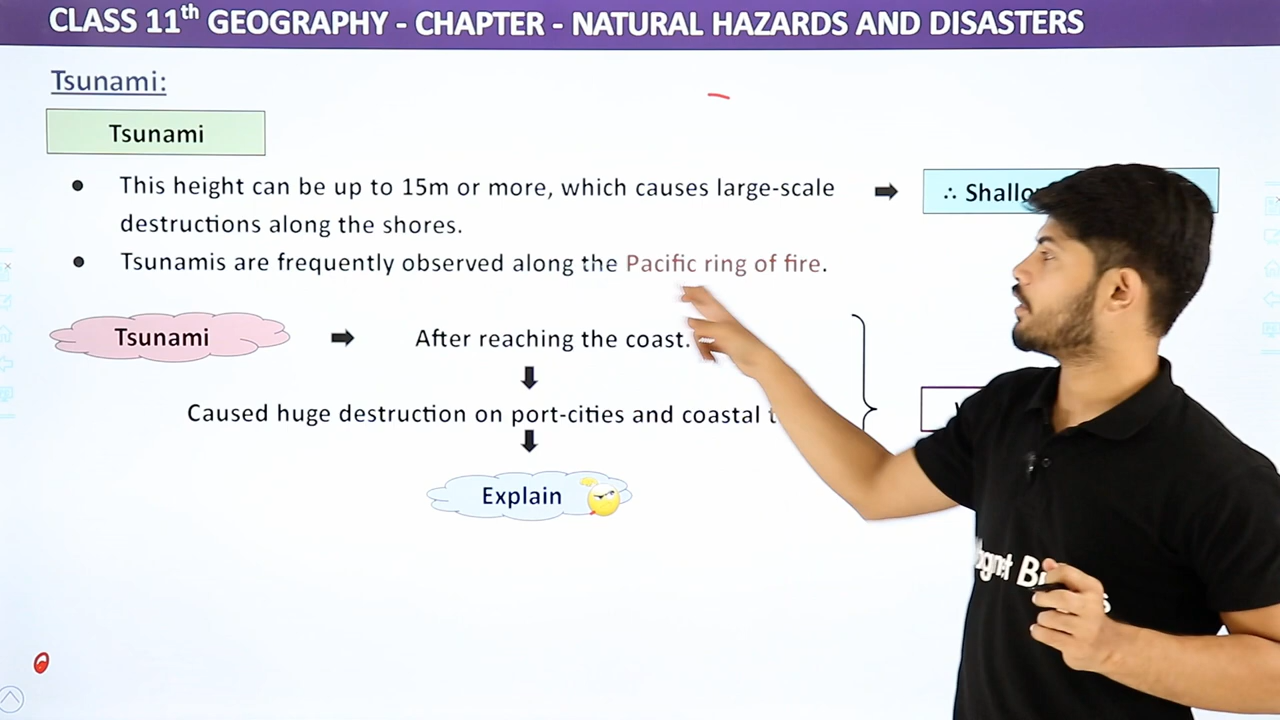 CLASS 11th GEOGRAPHY - CHAPTER - NATURAL HAZARDS AND DISASTERS
Tsunami:
Tsunami
This height can be up to 15m or more, which causes large-scale
destructions along the shores.
∴ Shallo
Tsunamis are frequently observed along the Pacific ring of fire.
Tsunami
After reaching the coast.
Caused huge destruction on port-cities and coastal t
Explain